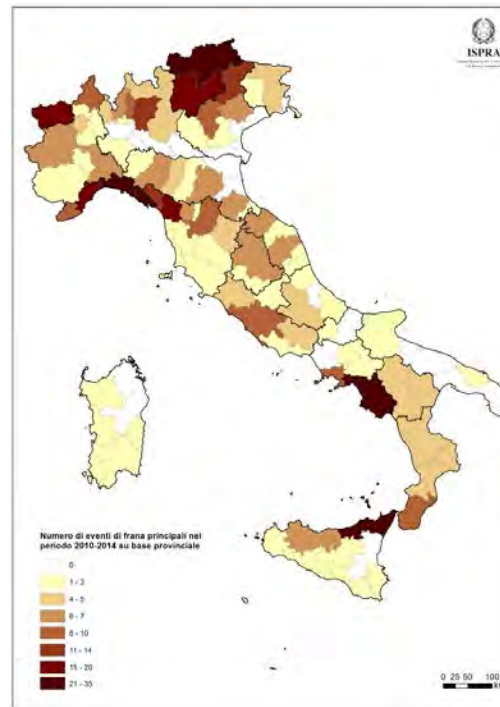 ISPRA
Numero di eventi di frana principali nel
periodo 2010-2014 su base provinciale
0
1 - 3
4 - 5
6 - 7
8 - 10
11 - 14
15 - 20
21 - 35
0 25 50 100